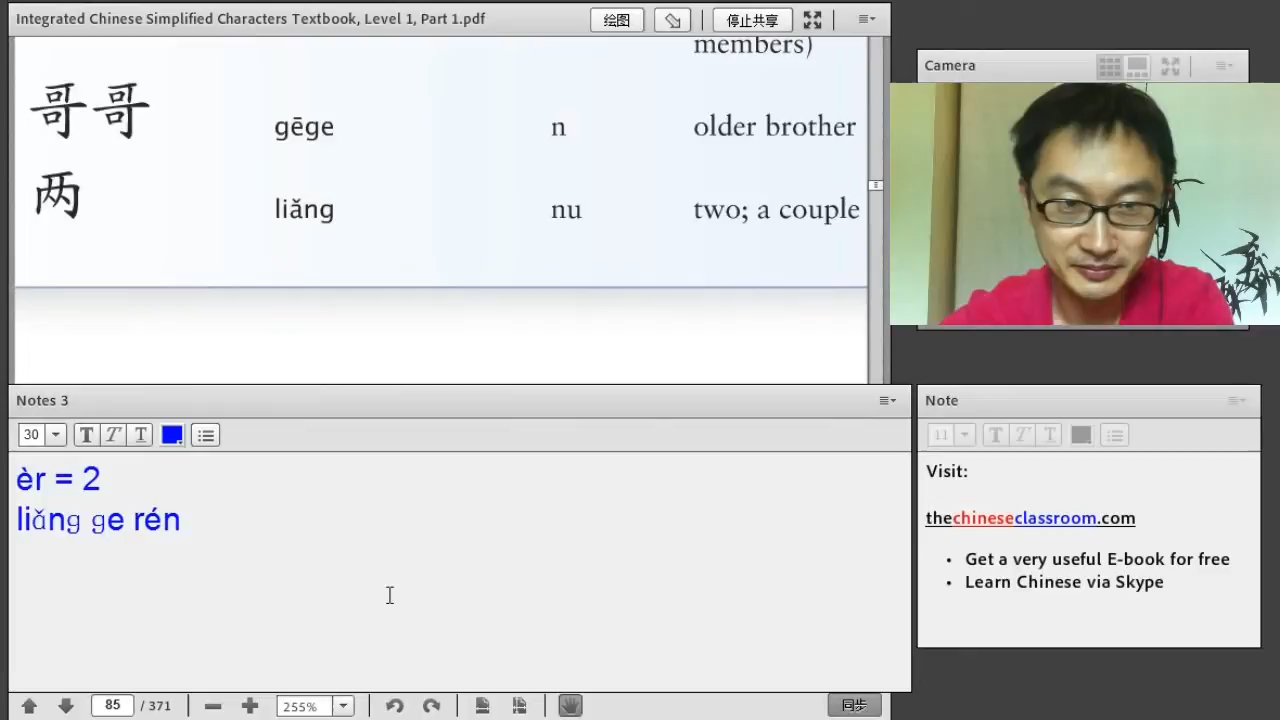 Integrated Chinese Simplified Characters Textbook, Level 1, Part 1.pdf
绘图
停止共享
members)
哥哥 gēge n older brother
两 liǎng nu two; a couple
Camera
Notes 3
30 T T T
èr = 2
liǎng ge rén
Note
11 T T T
Visit:
thechineseclassroom.com
• Get a very useful E-book for free
• Learn Chinese via Skype
85 / 371
255%
同步